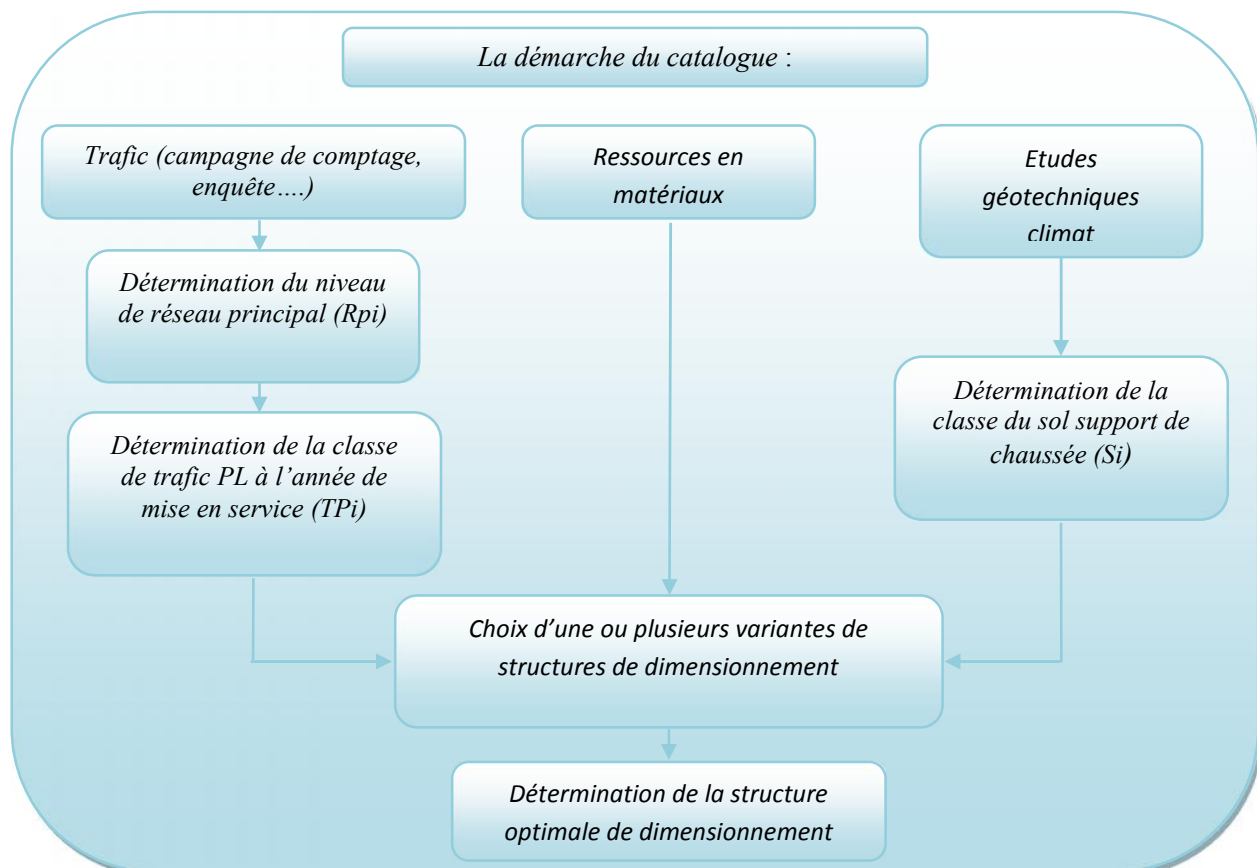 La démarche du catalogue :
Trafic (campagne de comptage,
enquête….)
Ressources en
matériaux
Etudes
géotechniques
climat
Détermination du niveau
de réseau principal (Rpi)
Détermination de la classe
de trafic PL à l’année de
mise en service (TPi)
Détermination de la
classe du sol support de
chaussée (Si)
Choix d’une ou plusieurs variantes de
structures de dimensionnement
Détermination de la structure
optimale de dimensionnement